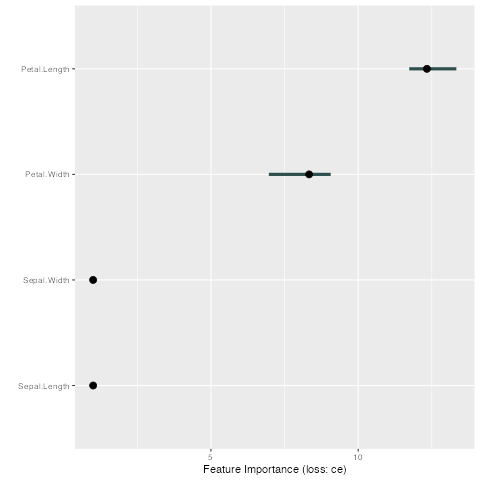 Petal.Length
Petal.Width
Sepal.Width
Sepal.Length
5 10
Feature Importance (loss: ce)